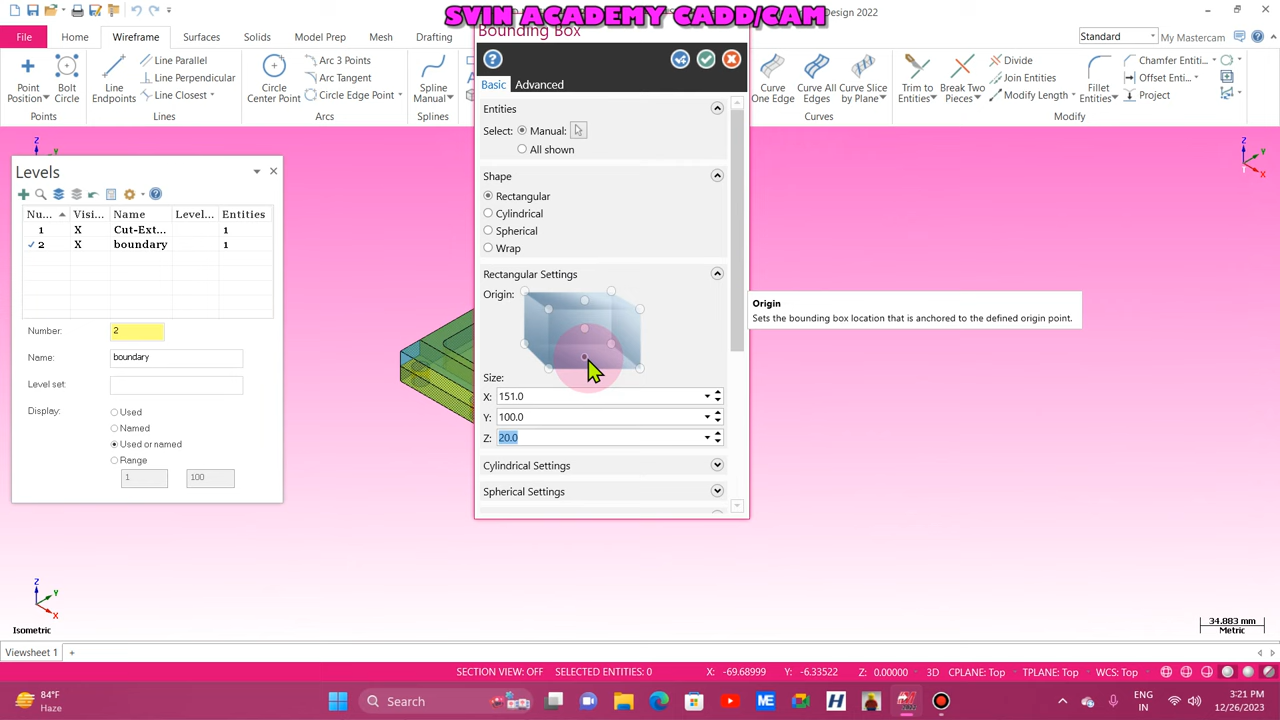 SVIN ACADEMY CADD/CAM
Design 2022
Bounding Box
File
Home
Wireframe
Surfaces
Solids
Model Prep
Mesh
Drafting
Standard
My Mastercam
Point Position
Bolt Circle
Points
Line Endpoints
Line Parallel
Line Perpendicular
Line Closest
Lines
Circle Center Point
Arc 3 Points
Arc Tangent
Circle Edge Point
Arcs
Spline Manual
Splines
Curve One Edge
Curve All Edges
Curve Slice by Plane
Curves
Trim to Entities
Break Two Pieces
Divide
Join Entities
Modify Length
Fillet Entities
Chamfer Entities
Offset Entities
Project
Modify
Basic
Advanced
Entities
Select:
Manual:
All shown
Shape
Rectangular
Cylindrical
Spherical
Wrap
Rectangular Settings
Origin:
Size:
X: 151.0
Y: 100.0
Z: 20.0
Cylindrical Settings
Spherical Settings
Origin
Sets the bounding box location that is anchored to the defined origin point.
Levels
Nu... Visi... Name Level... Entities
1 X Cut-Ext... 1
2 X boundary 1
Number: 2
Name: boundary
Level set:
Display:
Used
Named
Used or named
Range
1 100
Z
Y
X
Isometric
34.883 mm
Metric
Viewsheet 1
SECTION VIEW: OFF SELECTED ENTITIES: 0 X: -69.68999 Y: -6.33522 Z: 0.00000 3D CPLANE: Top TPLANE: Top WCS: Top
84°F
Haze
Search
ME
H
ENG
IN
3:21 PM
12/26/2023